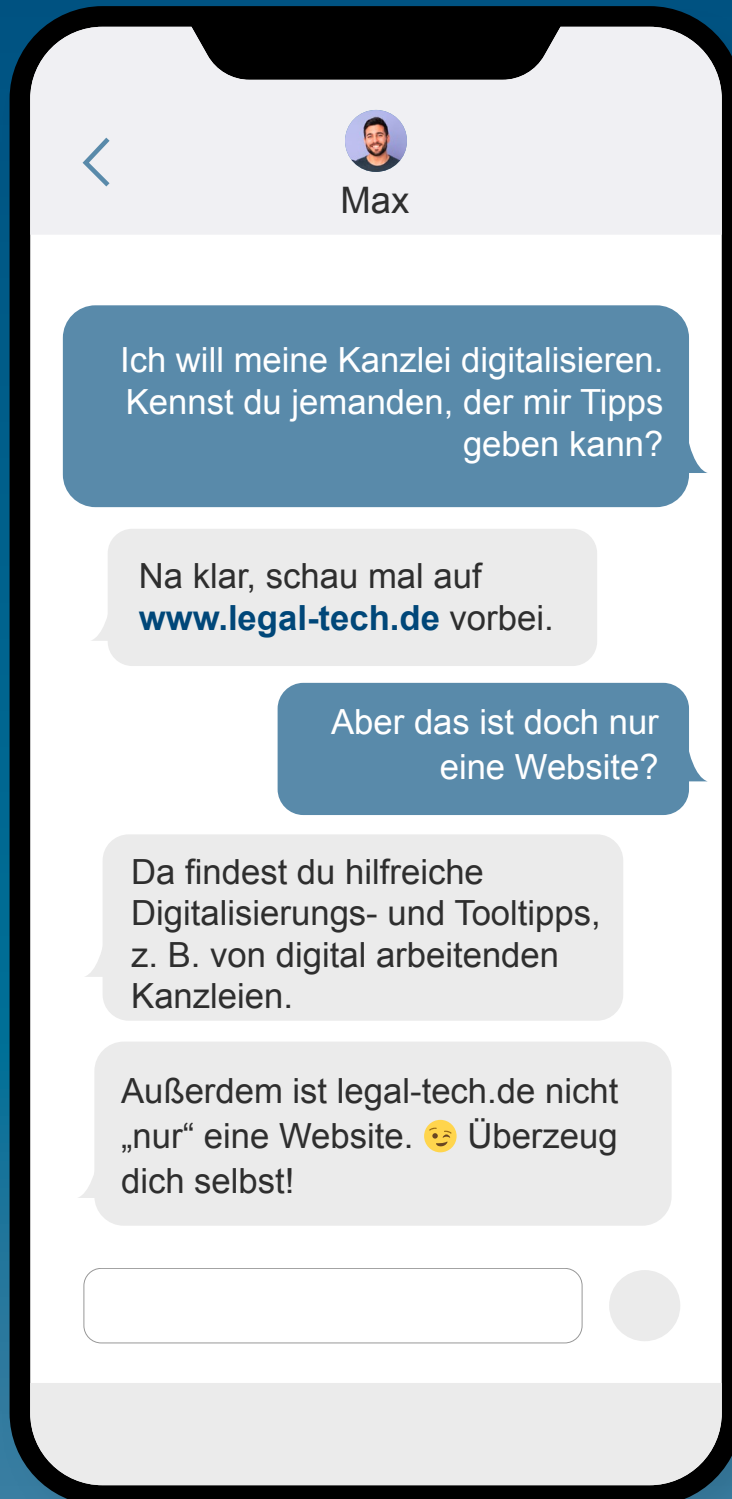 Max
Ich will meine Kanzlei digitalisieren.
Kennst du jemanden, der mir Tipps
geben kann?
Na klar, schau mal auf
www.legal-tech.de vorbei.
Aber das ist doch nur
eine Website?
Da findest du hilfreiche
Digitalisierungs- und Tooltipps,
z. B. von digital arbeitenden
Kanzleien.
Außerdem ist legal-tech.de nicht
„nur“ eine Website. 😉 Überzeug
dich selbst!